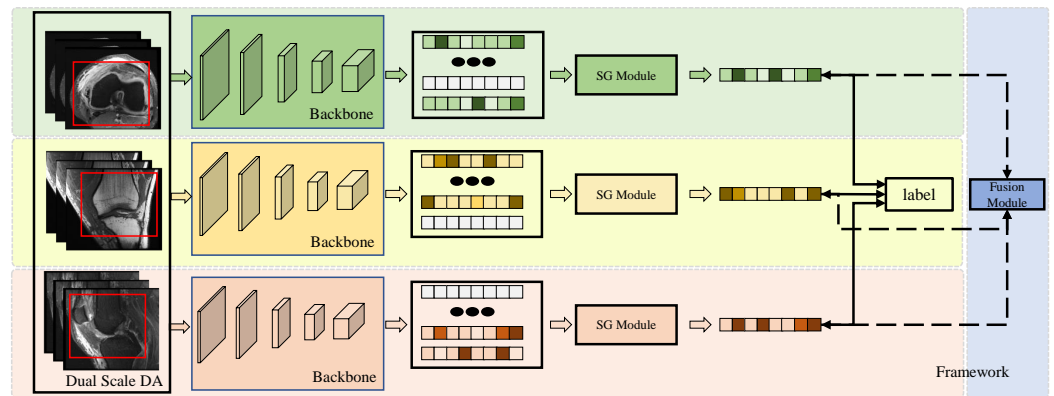 SG Module
Backbone
label
Fusion
Module
SG Module
Backbone
SG Module
Backbone
Dual Scale DA
Framework